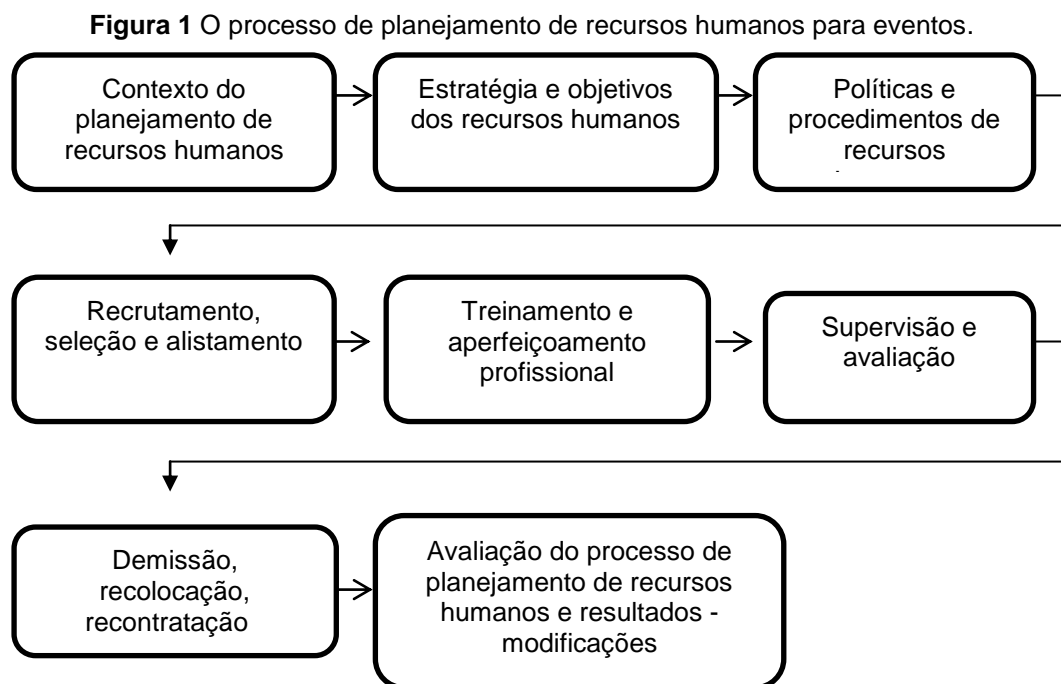 Figura 1 O processo de planejamento de recursos humanos para eventos.
Contexto do
planejamento de
recursos humanos
Estratégia e objetivos
dos recursos humanos
Políticas e
procedimentos de
recursos
Recrutamento,
seleção e alistamento
Treinamento e
aperfeiçoamento
profissional
Supervisão e
avaliação
Demissão,
recolocação,
recontratação
Avaliação do processo de
planejamento de recursos
humanos e resultados -
modificações